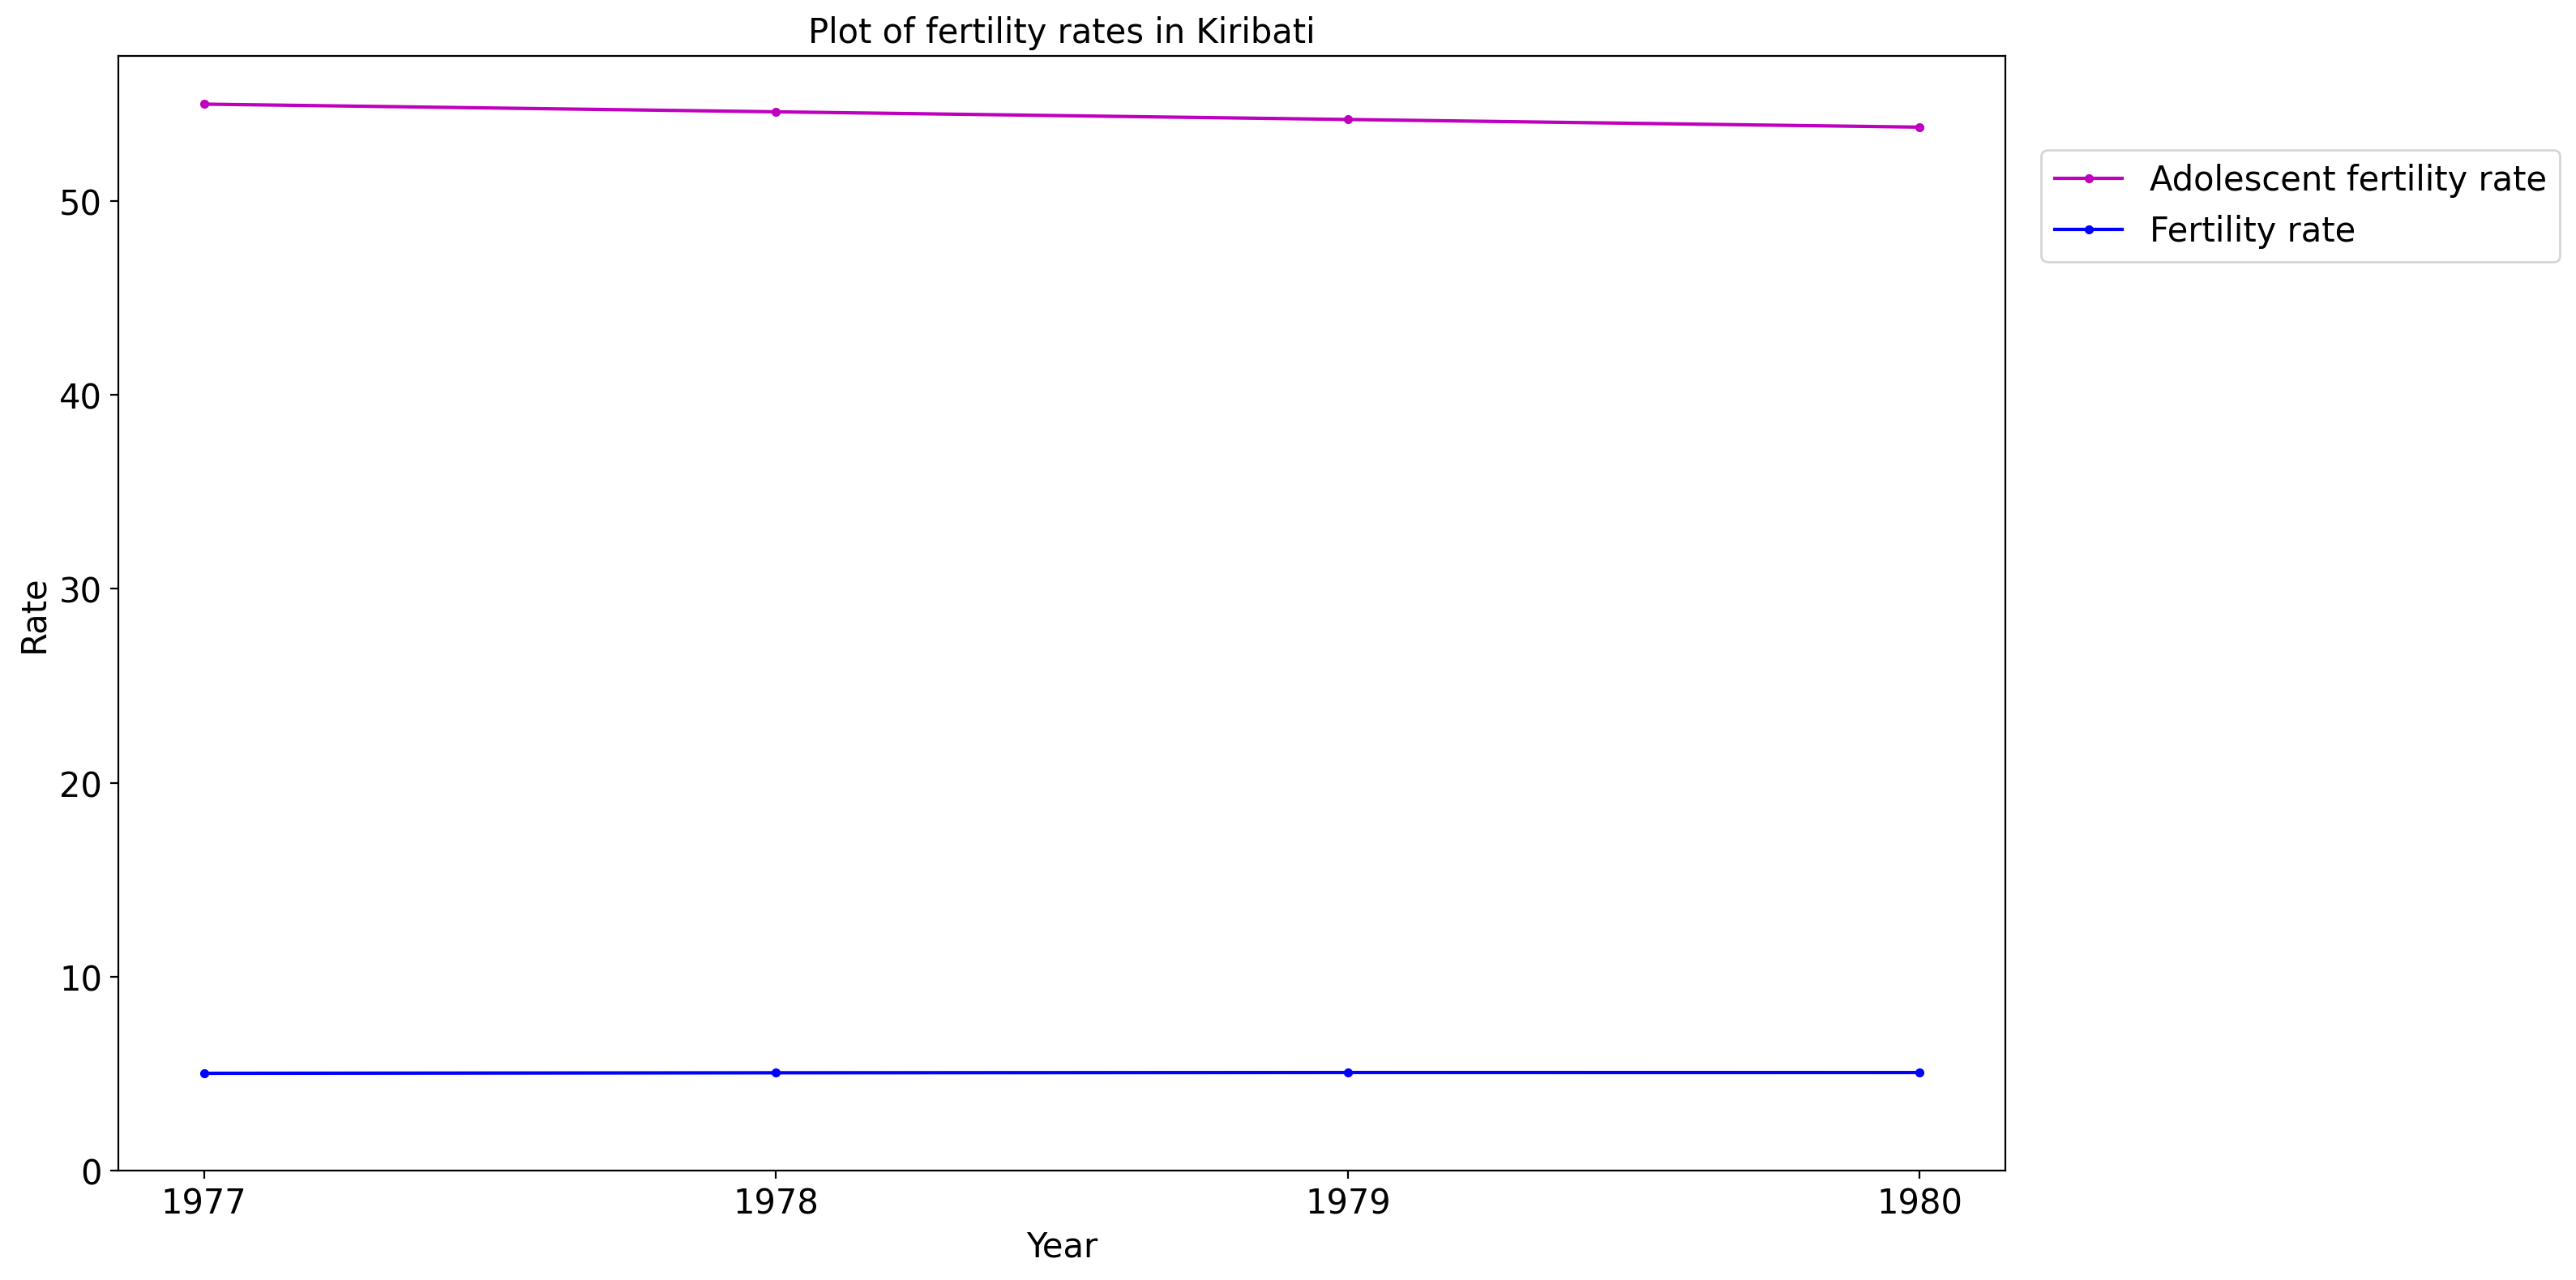 Plot of fertility rates in Kiribati
Adolescent fertility rate
Fertility rate
Rate
50
40
30
20
10
0
1977 1978 1979 1980
Year